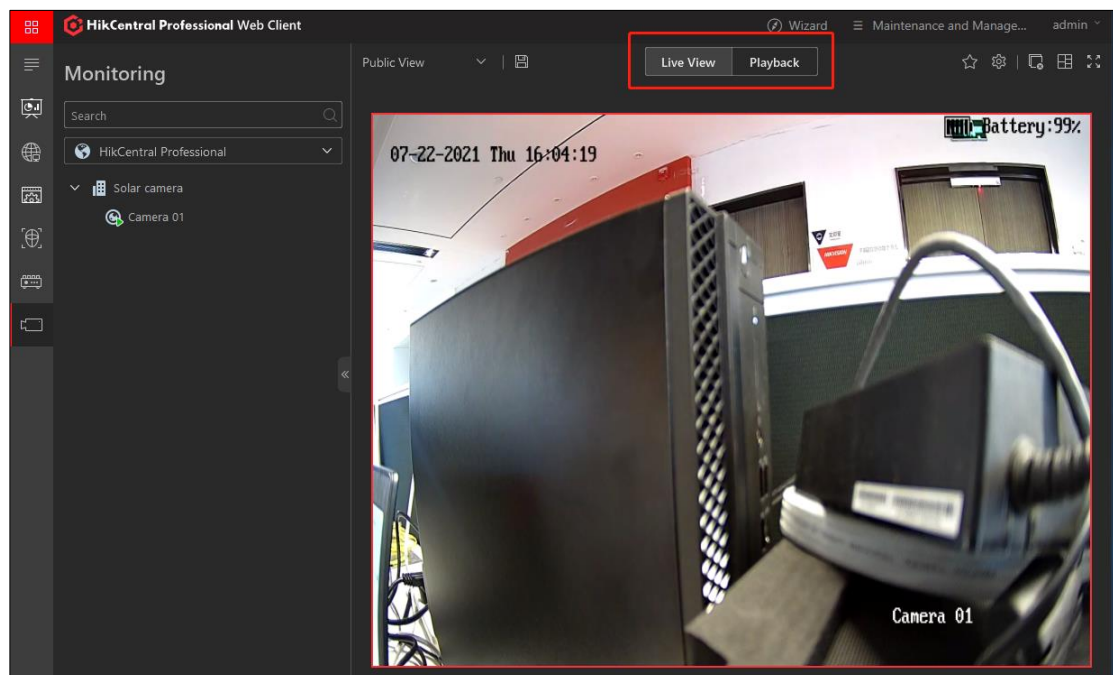 HikCentral Professional Web Client
Wizard
Maintenance and Manage...
admin
Monitoring
Public View
Live View
Playback
Search
HikCentral Professional
Solar camera
Camera 01
Battery:99%
07-22-2021 Thu 16:04:19
HIKVISION
Camera 01